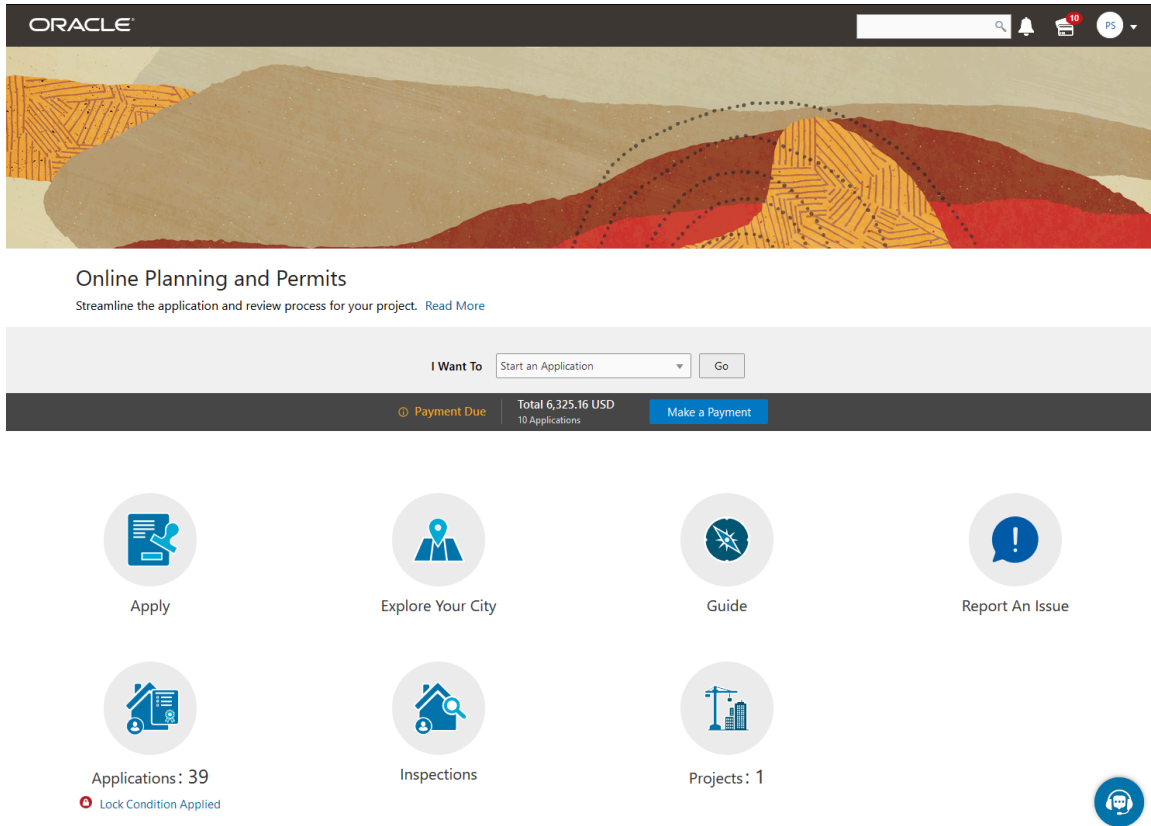 ORACLE
10
PS
Online Planning and Permits
Streamline the application and review process for your project. Read More
I Want To Start an Application Go
Payment Due Total 6,325.16 USD Make a Payment
10 Applications
Apply Explore Your City Guide Report An Issue
Applications: 39 Inspections Projects: 1
Lock Condition Applied